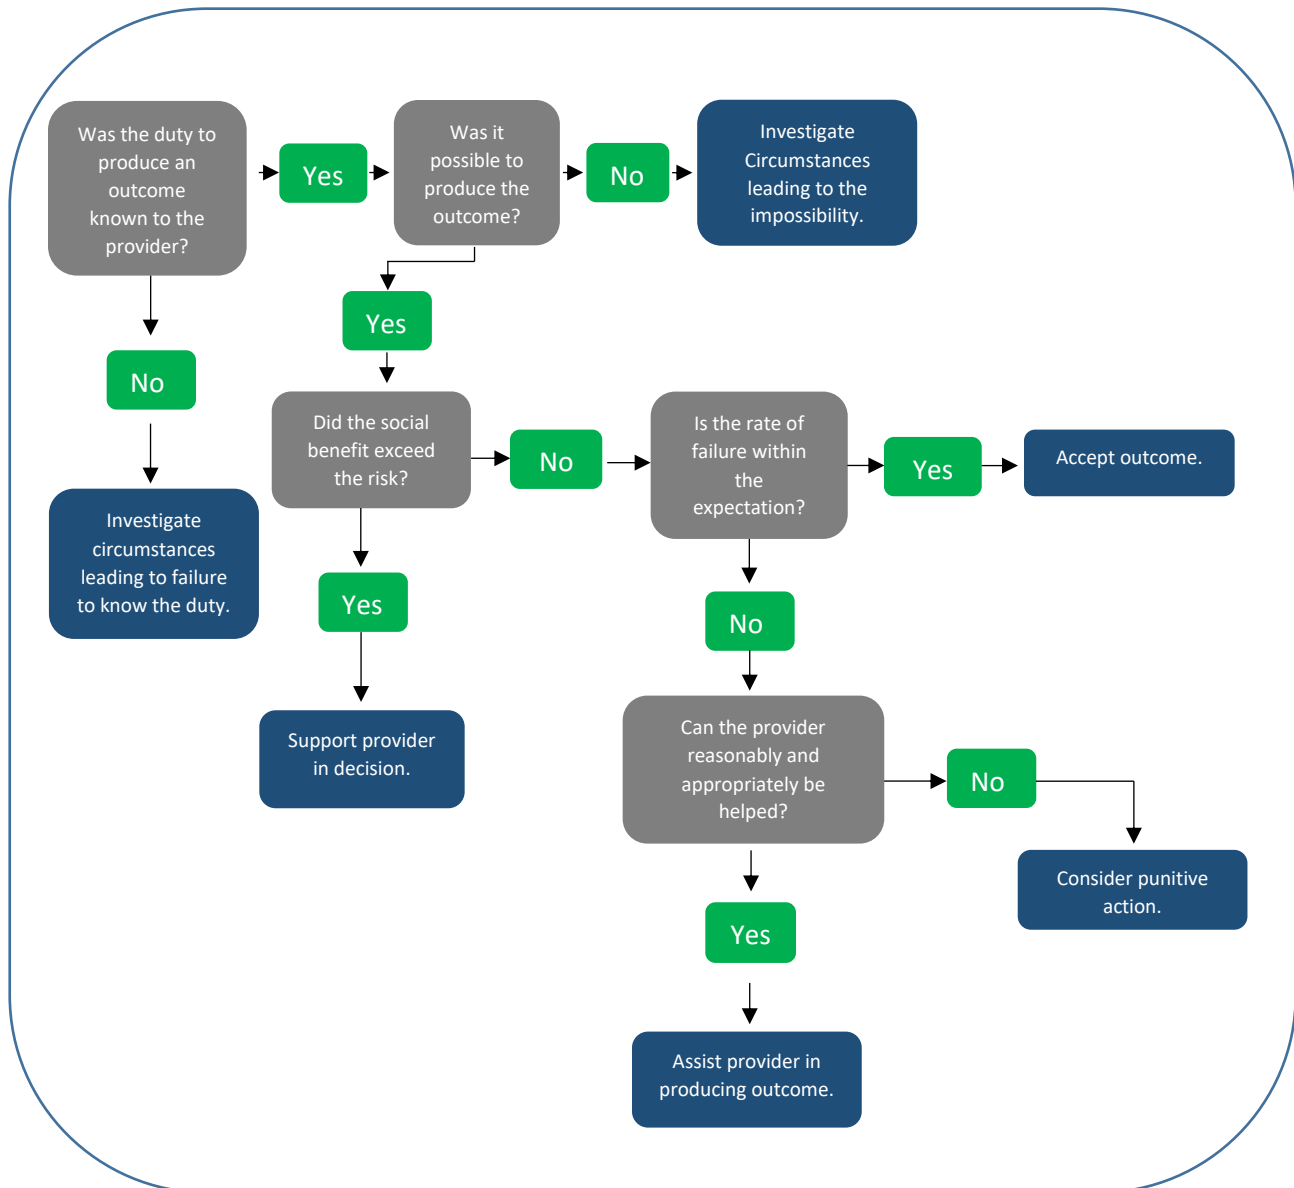 Was the duty to
produce an
outcome
known to the
provider?
Yes
Was it
possible to
produce the
outcome?
No
Investigate
Circumstances
leading to the
impossibility.
Yes
No
Did the social
benefit exceed
the risk?
No
Is the rate of
failure within
the
expectation?
Yes
Accept outcome.
Investigate
circumstances
leading to failure
to know the duty.
Yes
No
Support provider
in decision.
Can the provider
reasonably and
appropriately be
helped?
No
Consider punitive
action.
Yes
Assist provider in
producing outcome.